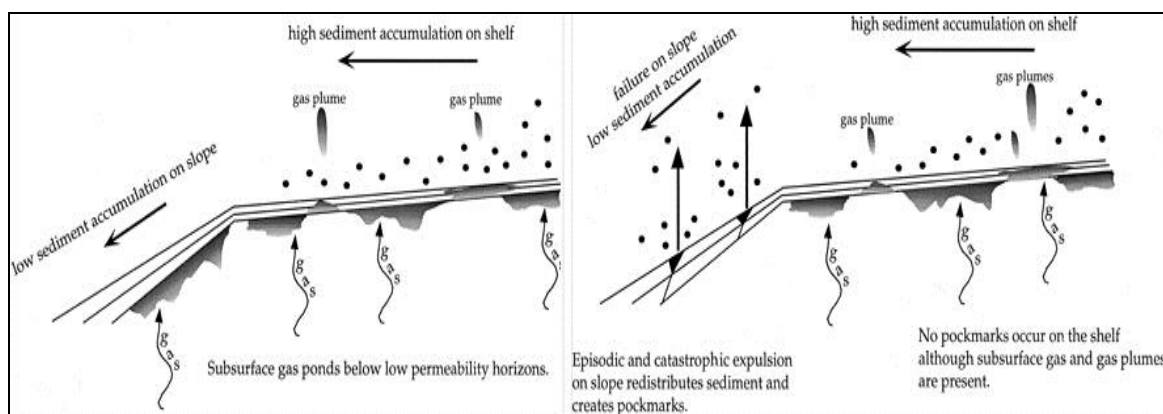 high sediment accumulation on shelf
gas plume
gas plume
low sediment accumulation on slope
gas
gas
gas
gas
Subsurface gas ponds below low permeability horizons.
high sediment accumulation on shelf
failure on slope
low sediment accumulation
gas plumes
gas plume
gas
gas
gas
Episodic and catastrophic expulsion
on slope redistributes sediment and
creates pockmarks.
No pockmarks occur on the shelf
although subsurface gas and gas plumes
are present.